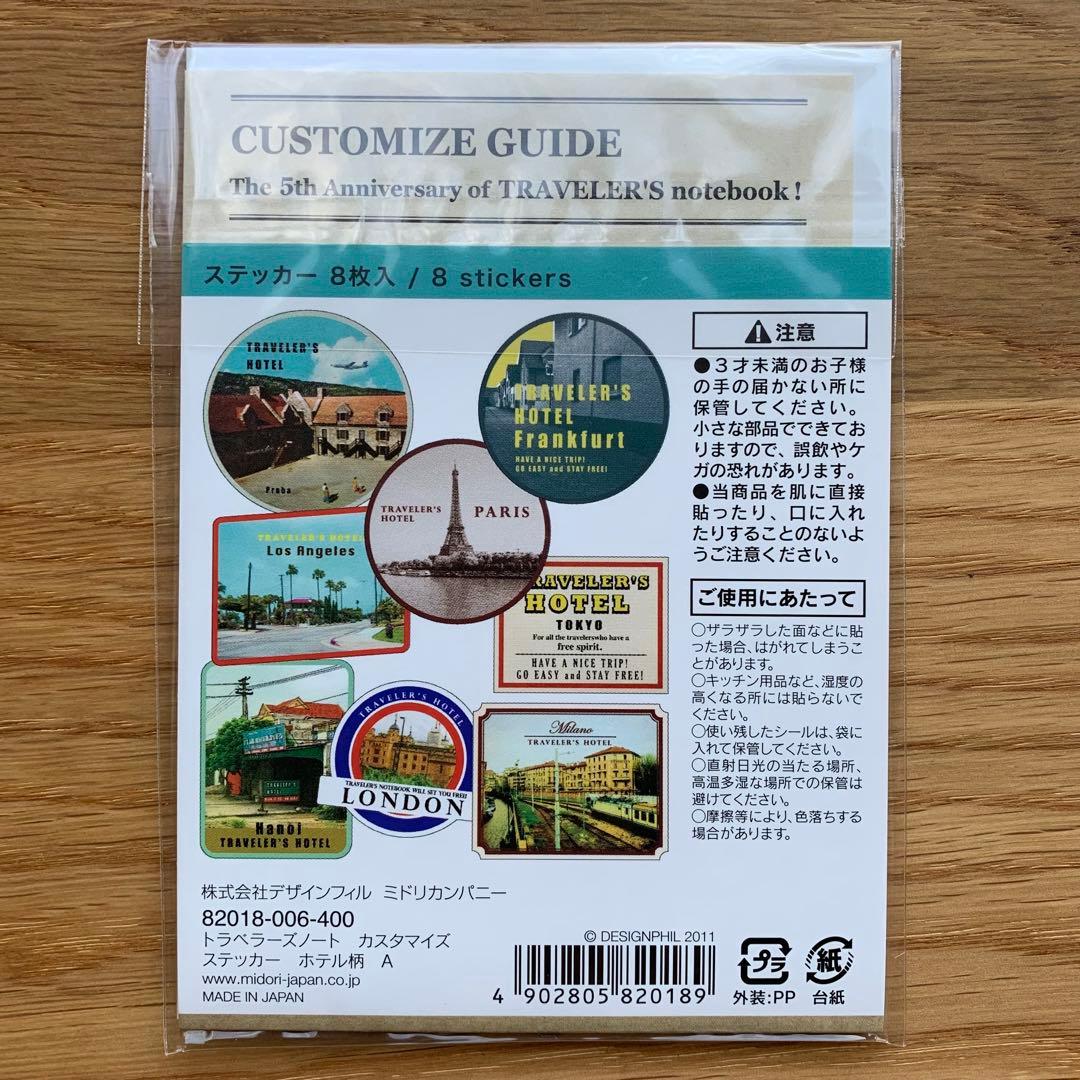 CUSTOMIZE GUIDE
The 5th Anniversary of TRAVELER'S notebook!
ステッカー 8枚入 / 8 stickers
TRAVELER'S
HOTEL
Praha
TRAVELER'S
HOTEL
Frankfurt
HAVE A NICE TRIP!
GO EASY and STAY FREE!
TRAVELER'S
HOTEL
PARIS
TRAVELER'S HOTEL
Los Angeles
TRAVELER'S
HOTEL
TOKYO
For all the travelerswho have a
free spirit.
HAVE A NICE TRIP!
GO EASY and STAY FREE!
Hanoi
TRAVELER'S HOTEL
TRAVELER'S HOTEL
TRAVELER'S NOTEBOOK WILL SET YOU FREE!
LONDON
Milano
TRAVELER'S HOTEL
注意
●3才未満のお子様
の手の届かない所に
保管してください。
小さな部品でできてお
りますので、誤飲やケ
ガの恐れがあります。
●当商品を肌に直接
貼ったり、口に入れ
たりすることのないよ
うご注意ください。
ご使用にあたって
○ザラザラした面などに貼
った場合、はがれてしまうこ
とがあります。
○キッチン用品など、湿度の
高くなる所には貼らないで
ください。
○使い残したシールは、袋に
入れて保管してください。
○直射日光の当たる場所、
高温多湿な場所での保管は
避けてください。
○摩擦等により、色落ちする
場合があります。
株式会社デザインフィル ミドリカンパニー
82018-006-400
トラベラーズノート カスタマイズ
ステッカー ホテル柄 A
www.midori-japan.co.jp
MADE IN JAPAN
© DESIGNPHIL 2011
4 902805 820189
プラ
外装:PP
紙
台紙